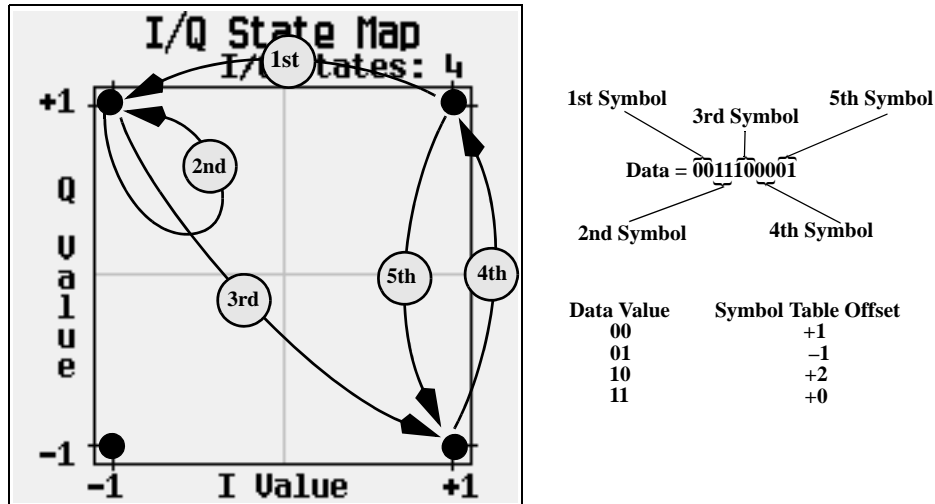 I/Q State Map
I/Q States: 4
1st
+1
2nd
Q Value
3rd
5th
4th
-1
-1 I Value +1
1st Symbol
5th Symbol
3rd Symbol
Data = 0011100001
2nd Symbol
4th Symbol
Data Value Symbol Table Offset
00 +1
01 –1
10 +2
11 +0